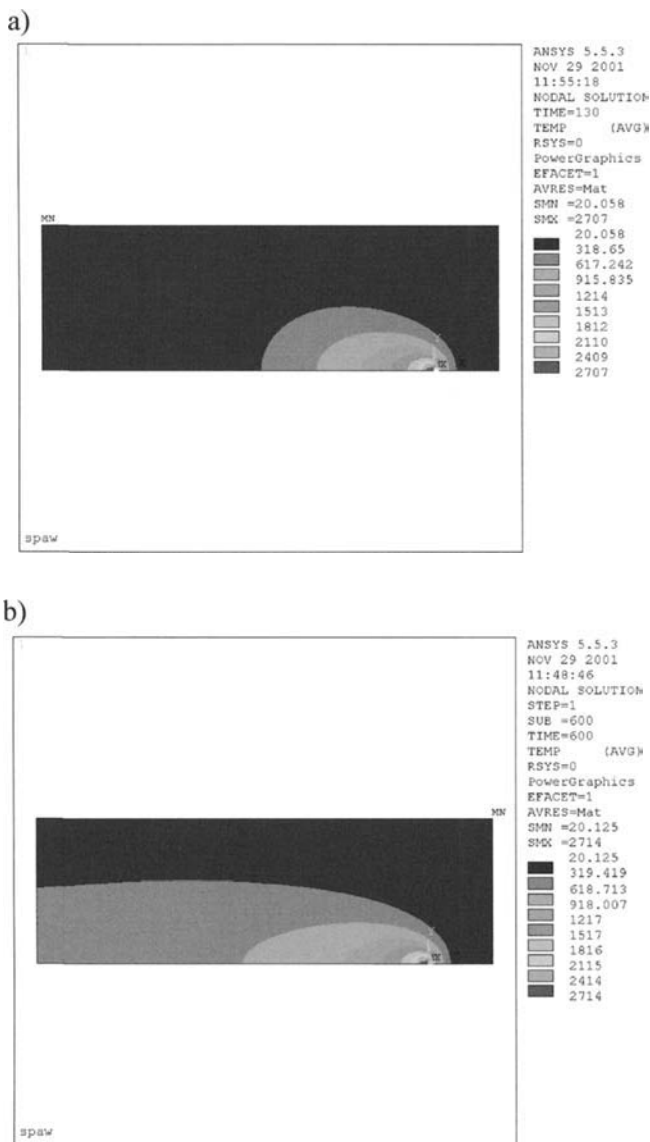 a)
ANSYS 5.5.3
NOV 29 2001
11:55:18
NODAL SOLUTION
TIME=130
TEMP (AVG)
RSYS=0
PowerGraphics
EFACET=1
AVRES=Mat
SMN =20.058
SMX =2707
20.058
318.65
617.242
915.835
1214
1513
1812
2110
2409
2707
MN
spaw
b)
ANSYS 5.5.3
NOV 29 2001
11:48:46
NODAL SOLUTION
STEP=1
SUB =600
TIME=600
TEMP (AVG)
RSYS=0
PowerGraphics
EFACET=1
AVRES=Mat
SMN =20.125
SMX =2714
20.125
319.419
618.713
918.007
1217
1517
1816
2115
2414
2714
MN
spaw